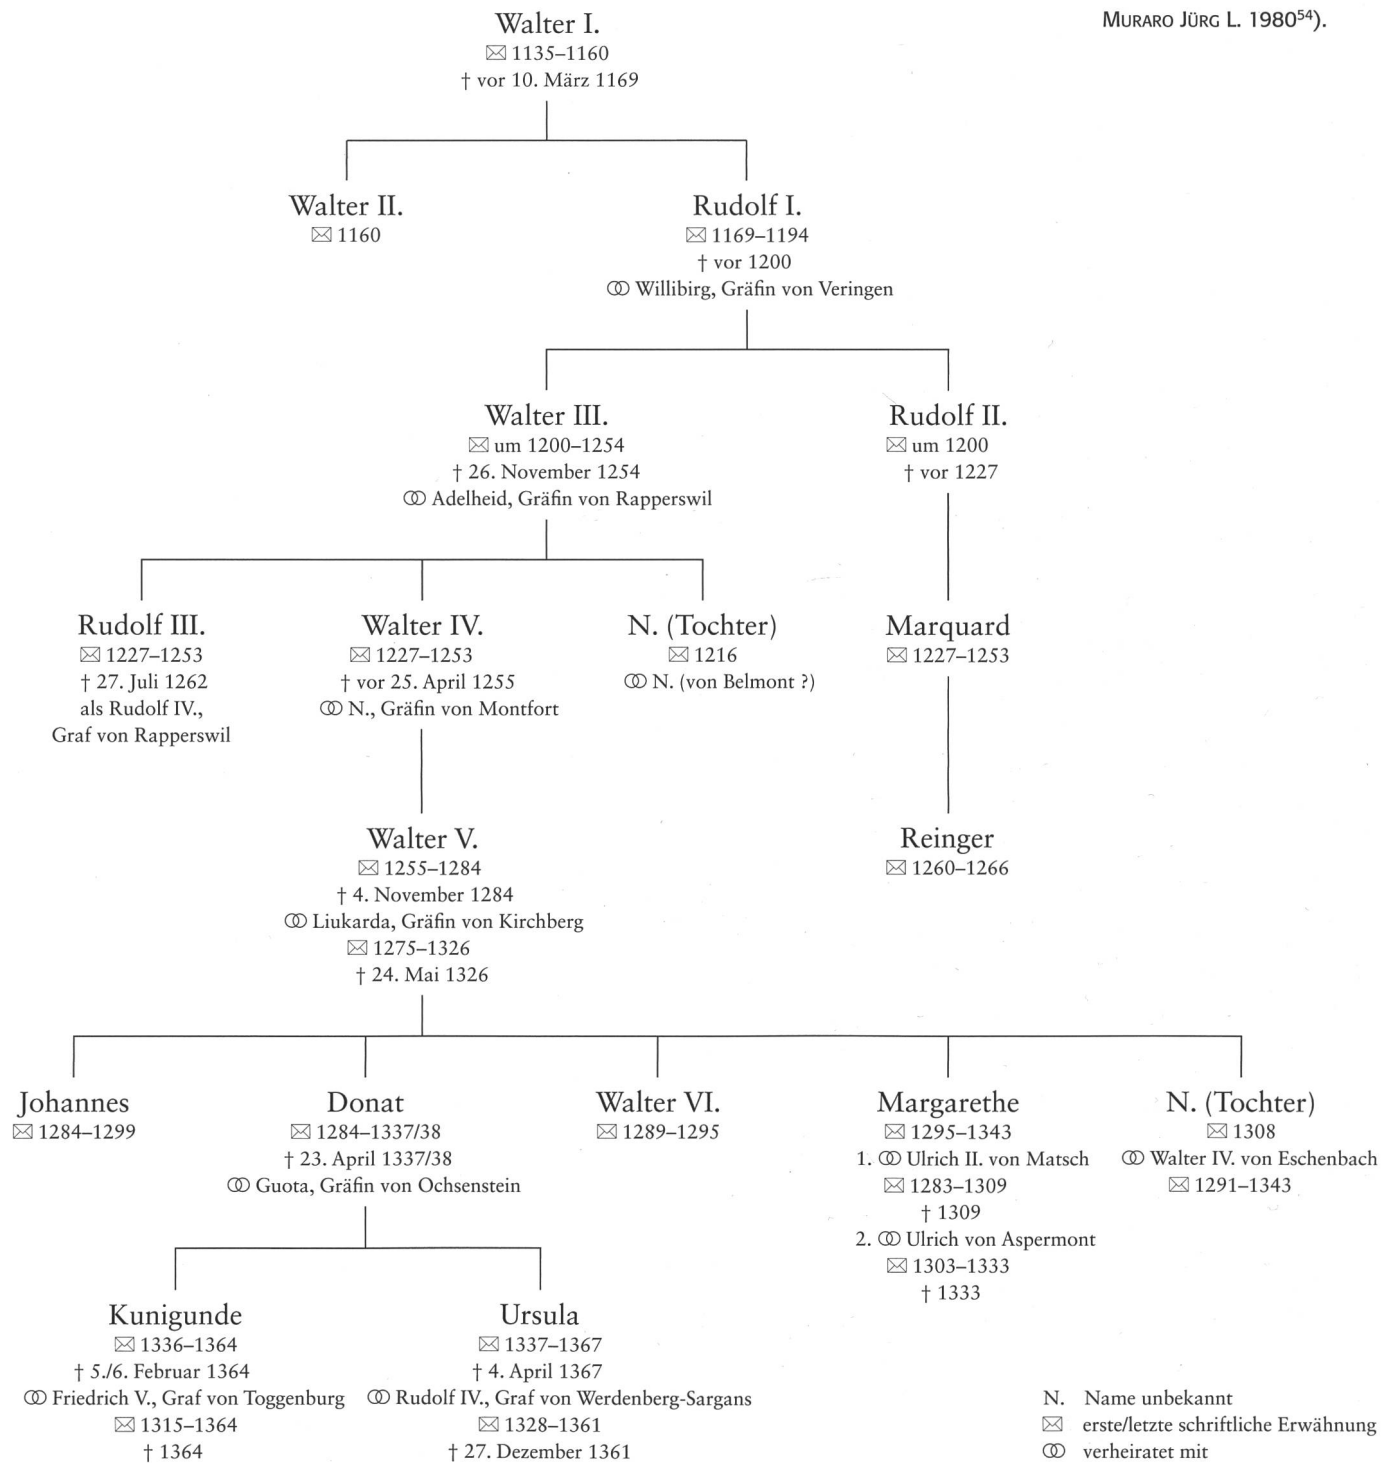 MURARO JÜRG L. 1980⁵⁴).
Walter I.
✉ 1135–1160
† vor 10. März 1169
Walter II.
✉ 1160
Rudolf I.
✉ 1169–1194
† vor 1200
⚭ Willibirg, Gräfin von Veringen
Walter III.
✉ um 1200–1254
† 26. November 1254
⚭ Adelheid, Gräfin von Rapperswil
Rudolf II.
✉ um 1200
† vor 1227
Rudolf III.
✉ 1227–1253
† 27. Juli 1262
als Rudolf IV.,
Graf von Rapperswil
Walter IV.
✉ 1227–1253
† vor 25. April 1255
⚭ N., Gräfin von Montfort
N. (Tochter)
✉ 1216
⚭ N. (von Belmont ?)
Marquard
✉ 1227–1253
Walter V.
✉ 1255–1284
† 4. November 1284
⚭ Liukarda, Gräfin von Kirchberg
✉ 1275–1326
† 24. Mai 1326
Reinger
✉ 1260–1266
Johannes
✉ 1284–1299
Donat
✉ 1284–1337/38
† 23. April 1337/38
⚭ Guota, Gräfin von Ochsenstein
Walter VI.
✉ 1289–1295
Margarethe
✉ 1295–1343
1. ⚭ Ulrich II. von Matsch
✉ 1283–1309
† 1309
2. ⚭ Ulrich von Aspermont
✉ 1303–1333
† 1333
N. (Tochter)
✉ 1308
⚭ Walter IV. von Eschenbach
✉ 1291–1343
Kunigunde
✉ 1336–1364
† 5./6. Februar 1364
⚭ Friedrich V., Graf von Toggenburg
✉ 1315–1364
† 1364
Ursula
✉ 1337–1367
† 4. April 1367
⚭ Rudolf IV., Graf von Werdenberg-Sargans
✉ 1328–1361
† 27. Dezember 1361
N. Name unbekannt
✉ erste/letzte schriftliche Erwähnung
⚭ verheiratet mit